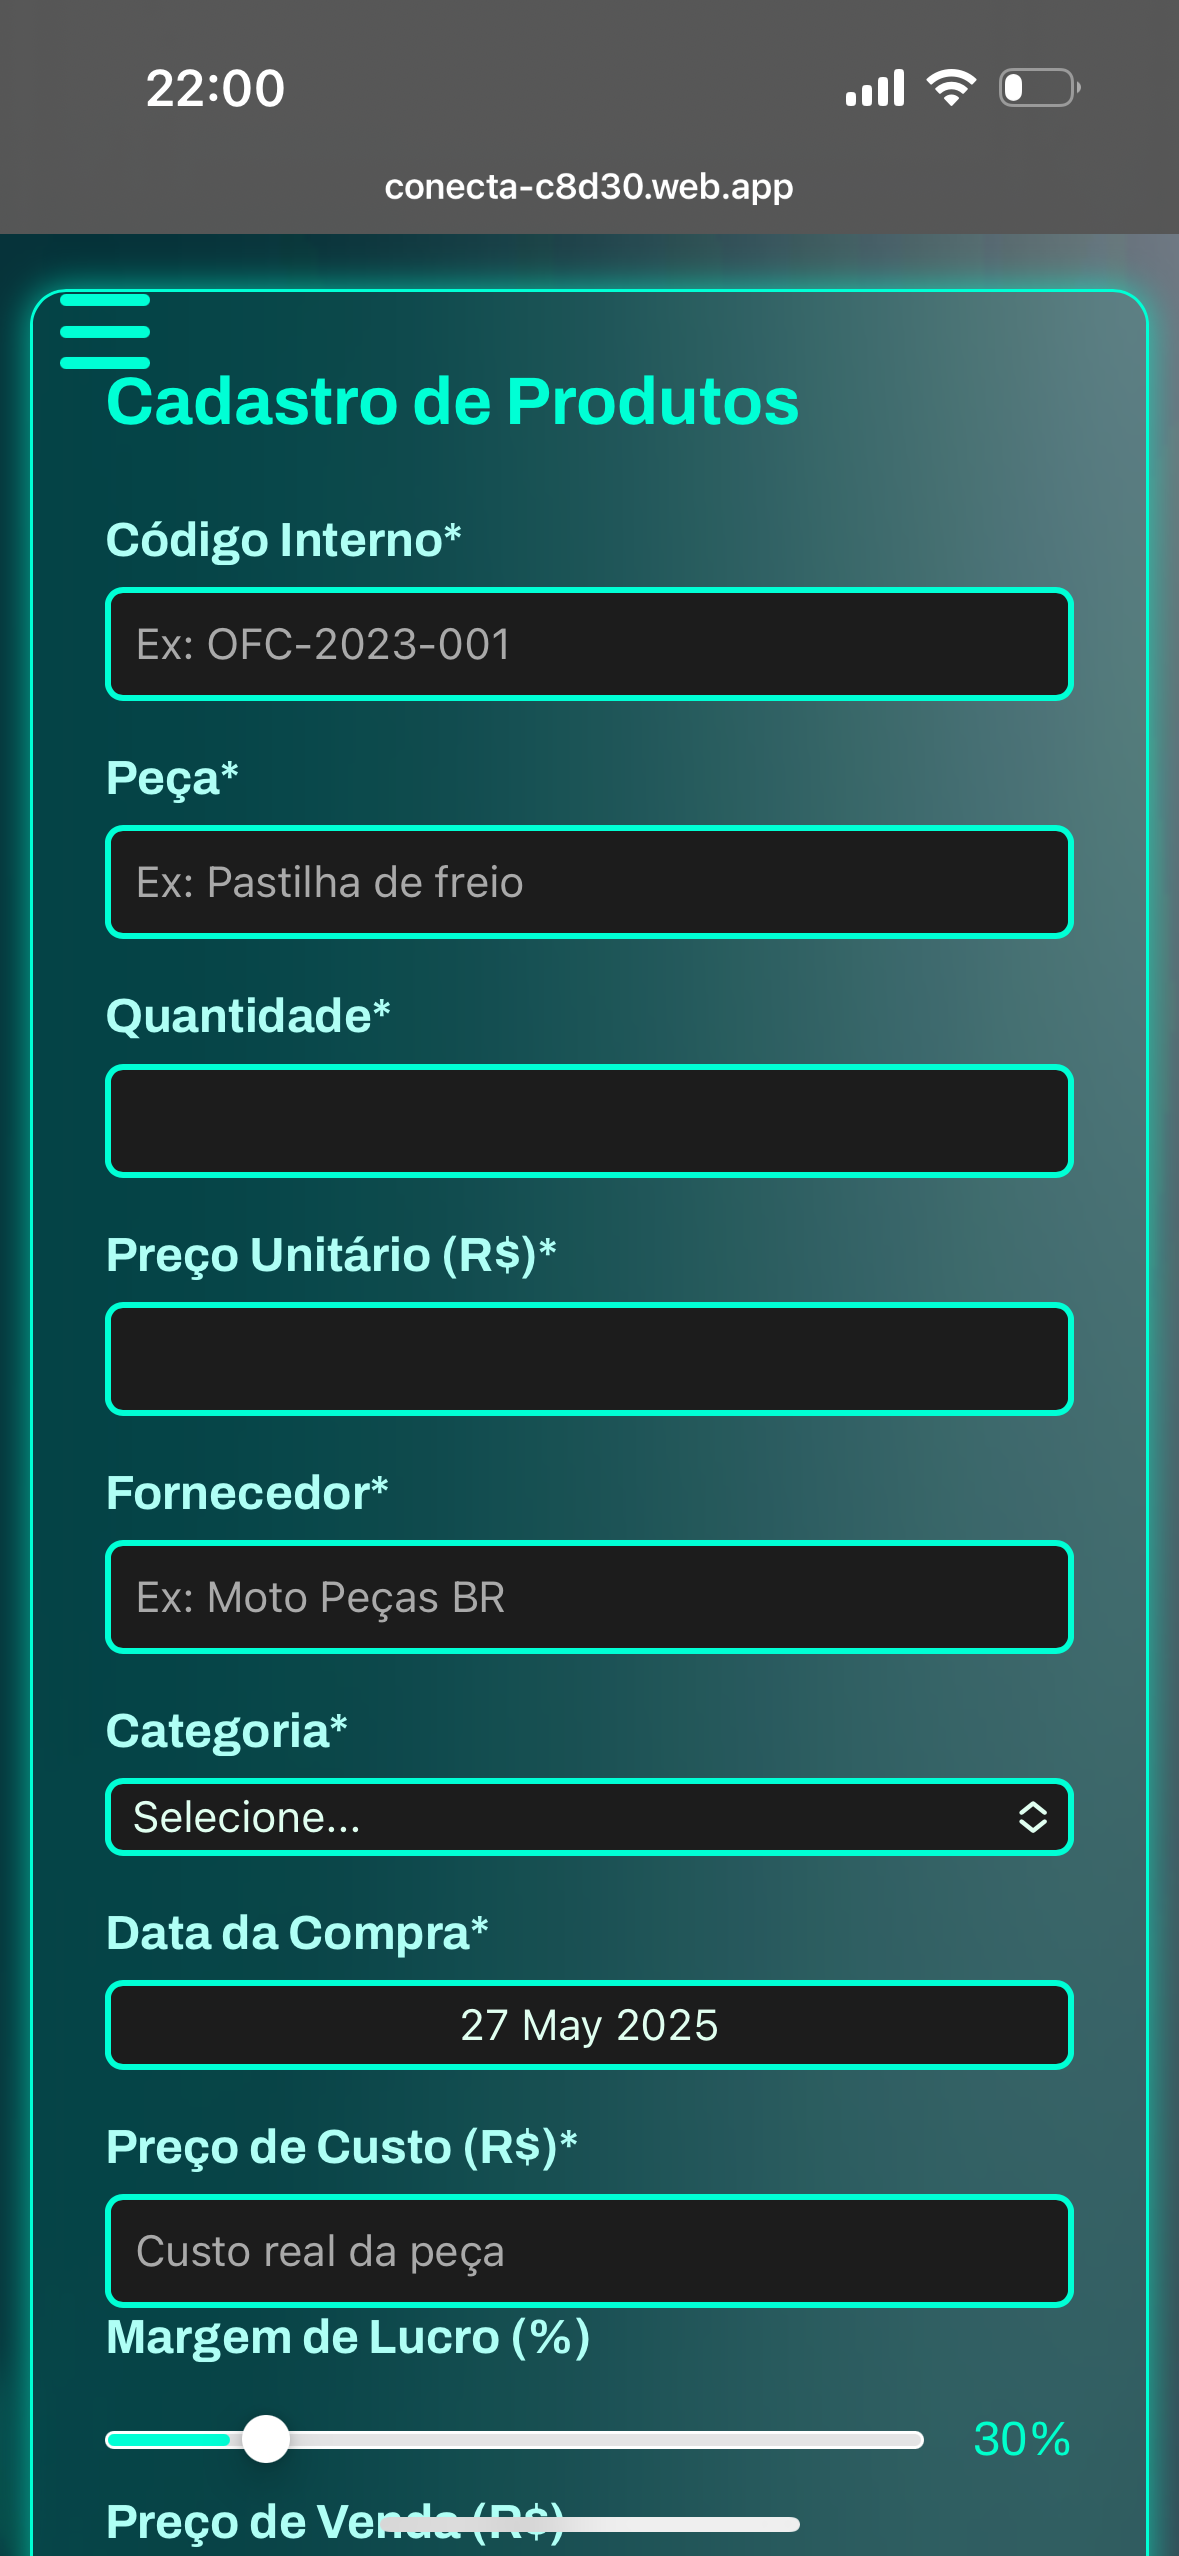 22:00
conecta-c8d30.web.app
Cadastro de Produtos
Código Interno*
Ex: OFC-2023-001
Peça*
Ex: Pastilha de freio
Quantidade*
Preço Unitário (R$)*
Fornecedor*
Ex: Moto Peças BR
Categoria*
Selecione...
Data da Compra*
27 May 2025
Preço de Custo (R$)*
Custo real da peça
Margem de Lucro (%)
30%
Preço de Venda (R$)